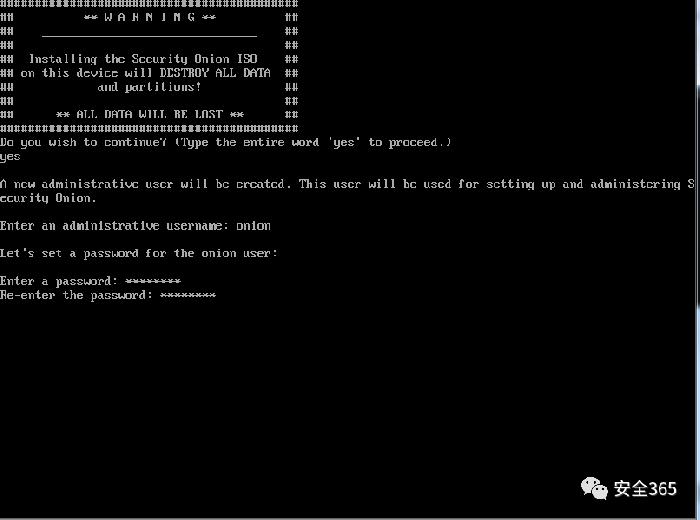 ###########################################
##          ** W A R N I N G **          ##
##    _______________________________    ##
##                                       ##
##  Installing the Security Onion ISO    ##
## on this device will DESTROY ALL DATA  ##
##            and partitions!            ##
##                                       ##
##      ** ALL DATA WILL BE LOST **      ##
###########################################
Do you wish to continue? (Type the entire word 'yes' to proceed.)
yes
A new administrative user will be created. This user will be used for setting up and administering S
ecurity Onion.
Enter an administrative username: onion
Let's set a password for the onion user:
Enter a password: ********
Re-enter the password: ********
安全365